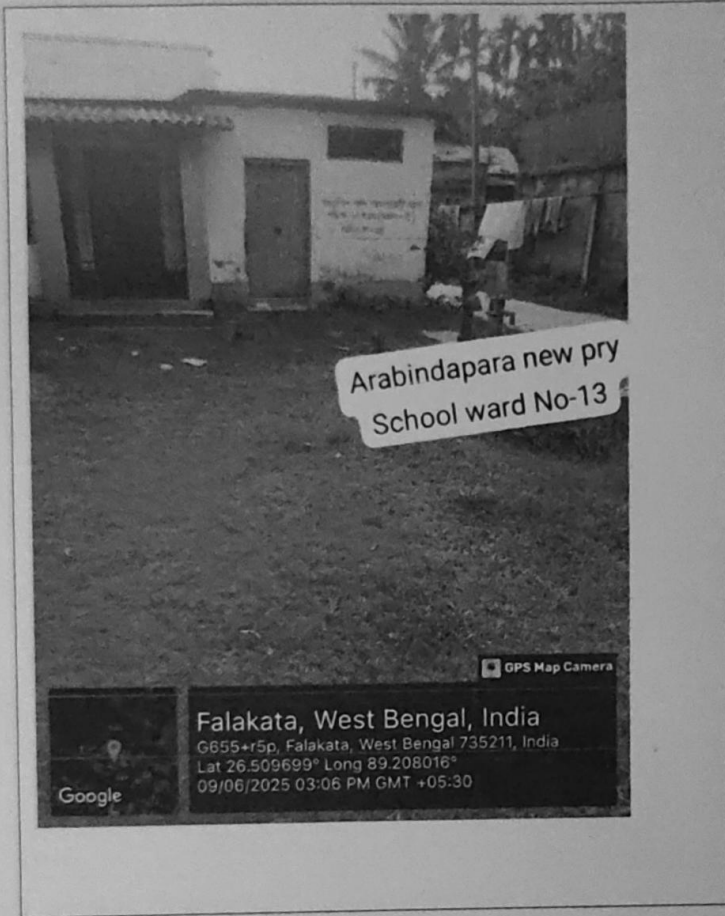 Arabindapara new pry
School ward No-13
GPS Map Camera
Falakata, West Bengal, India
G655+r5p, Falakata, West Bengal 735211, India
Lat 26.509699° Long 89.208016°
09/06/2025 03:06 PM GMT +05:30
Google